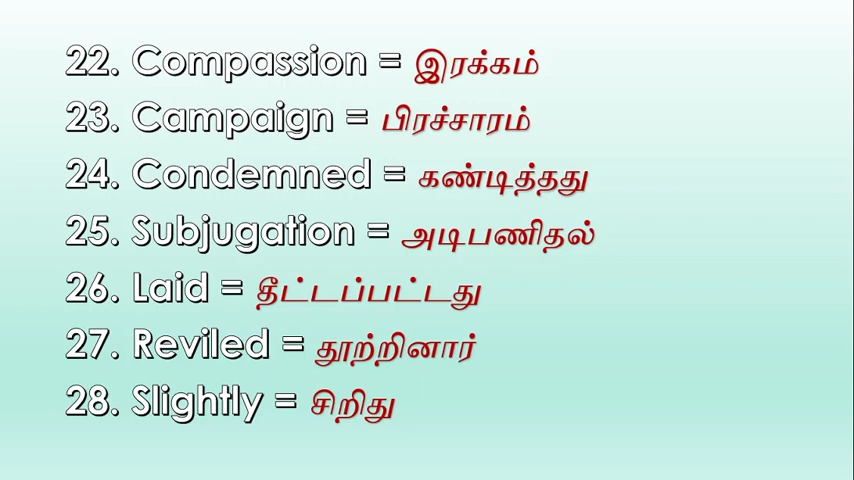 22. Compassion = இரக்கம்
23. Campaign = பிரச்சாரம்
24. Condemned = கண்டித்தது
25. Subjugation = அடிபணிதல்
26. Laid = தீட்டப்பட்டது
27. Reviled = தூற்றினார்
28. Slightly = சிறிது